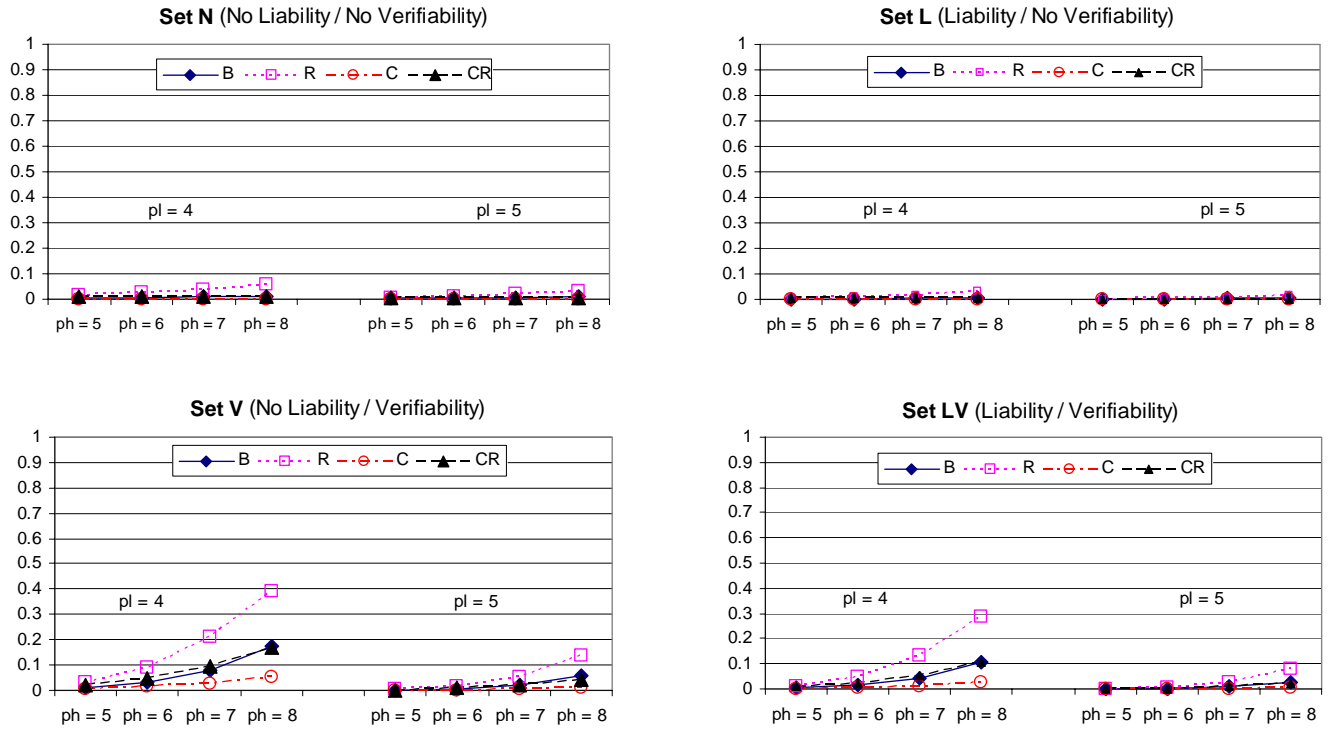 Set N (No Liability / No Verifiability)
1
0.9
0.8
0.7
0.6
0.5
0.4
0.3
0.2
0.1
0
B R C CR
pl = 4 pl = 5
ph = 5 ph = 6 ph = 7 ph = 8 ph = 5 ph = 6 ph = 7 ph = 8
Set L (Liability / No Verifiability)
1
0.9
0.8
0.7
0.6
0.5
0.4
0.3
0.2
0.1
0
B R C CR
pl = 4 pl = 5
ph = 5 ph = 6 ph = 7 ph = 8 ph = 5 ph = 6 ph = 7 ph = 8
Set V (No Liability / Verifiability)
1
0.9
0.8
0.7
0.6
0.5
0.4
0.3
0.2
0.1
0
B R C CR
pl = 4 pl = 5
ph = 5 ph = 6 ph = 7 ph = 8 ph = 5 ph = 6 ph = 7 ph = 8
Set LV (Liability / Verifiability)
1
0.9
0.8
0.7
0.6
0.5
0.4
0.3
0.2
0.1
0
B R C CR
pl = 4 pl = 5
ph = 5 ph = 6 ph = 7 ph = 8 ph = 5 ph = 6 ph = 7 ph = 8